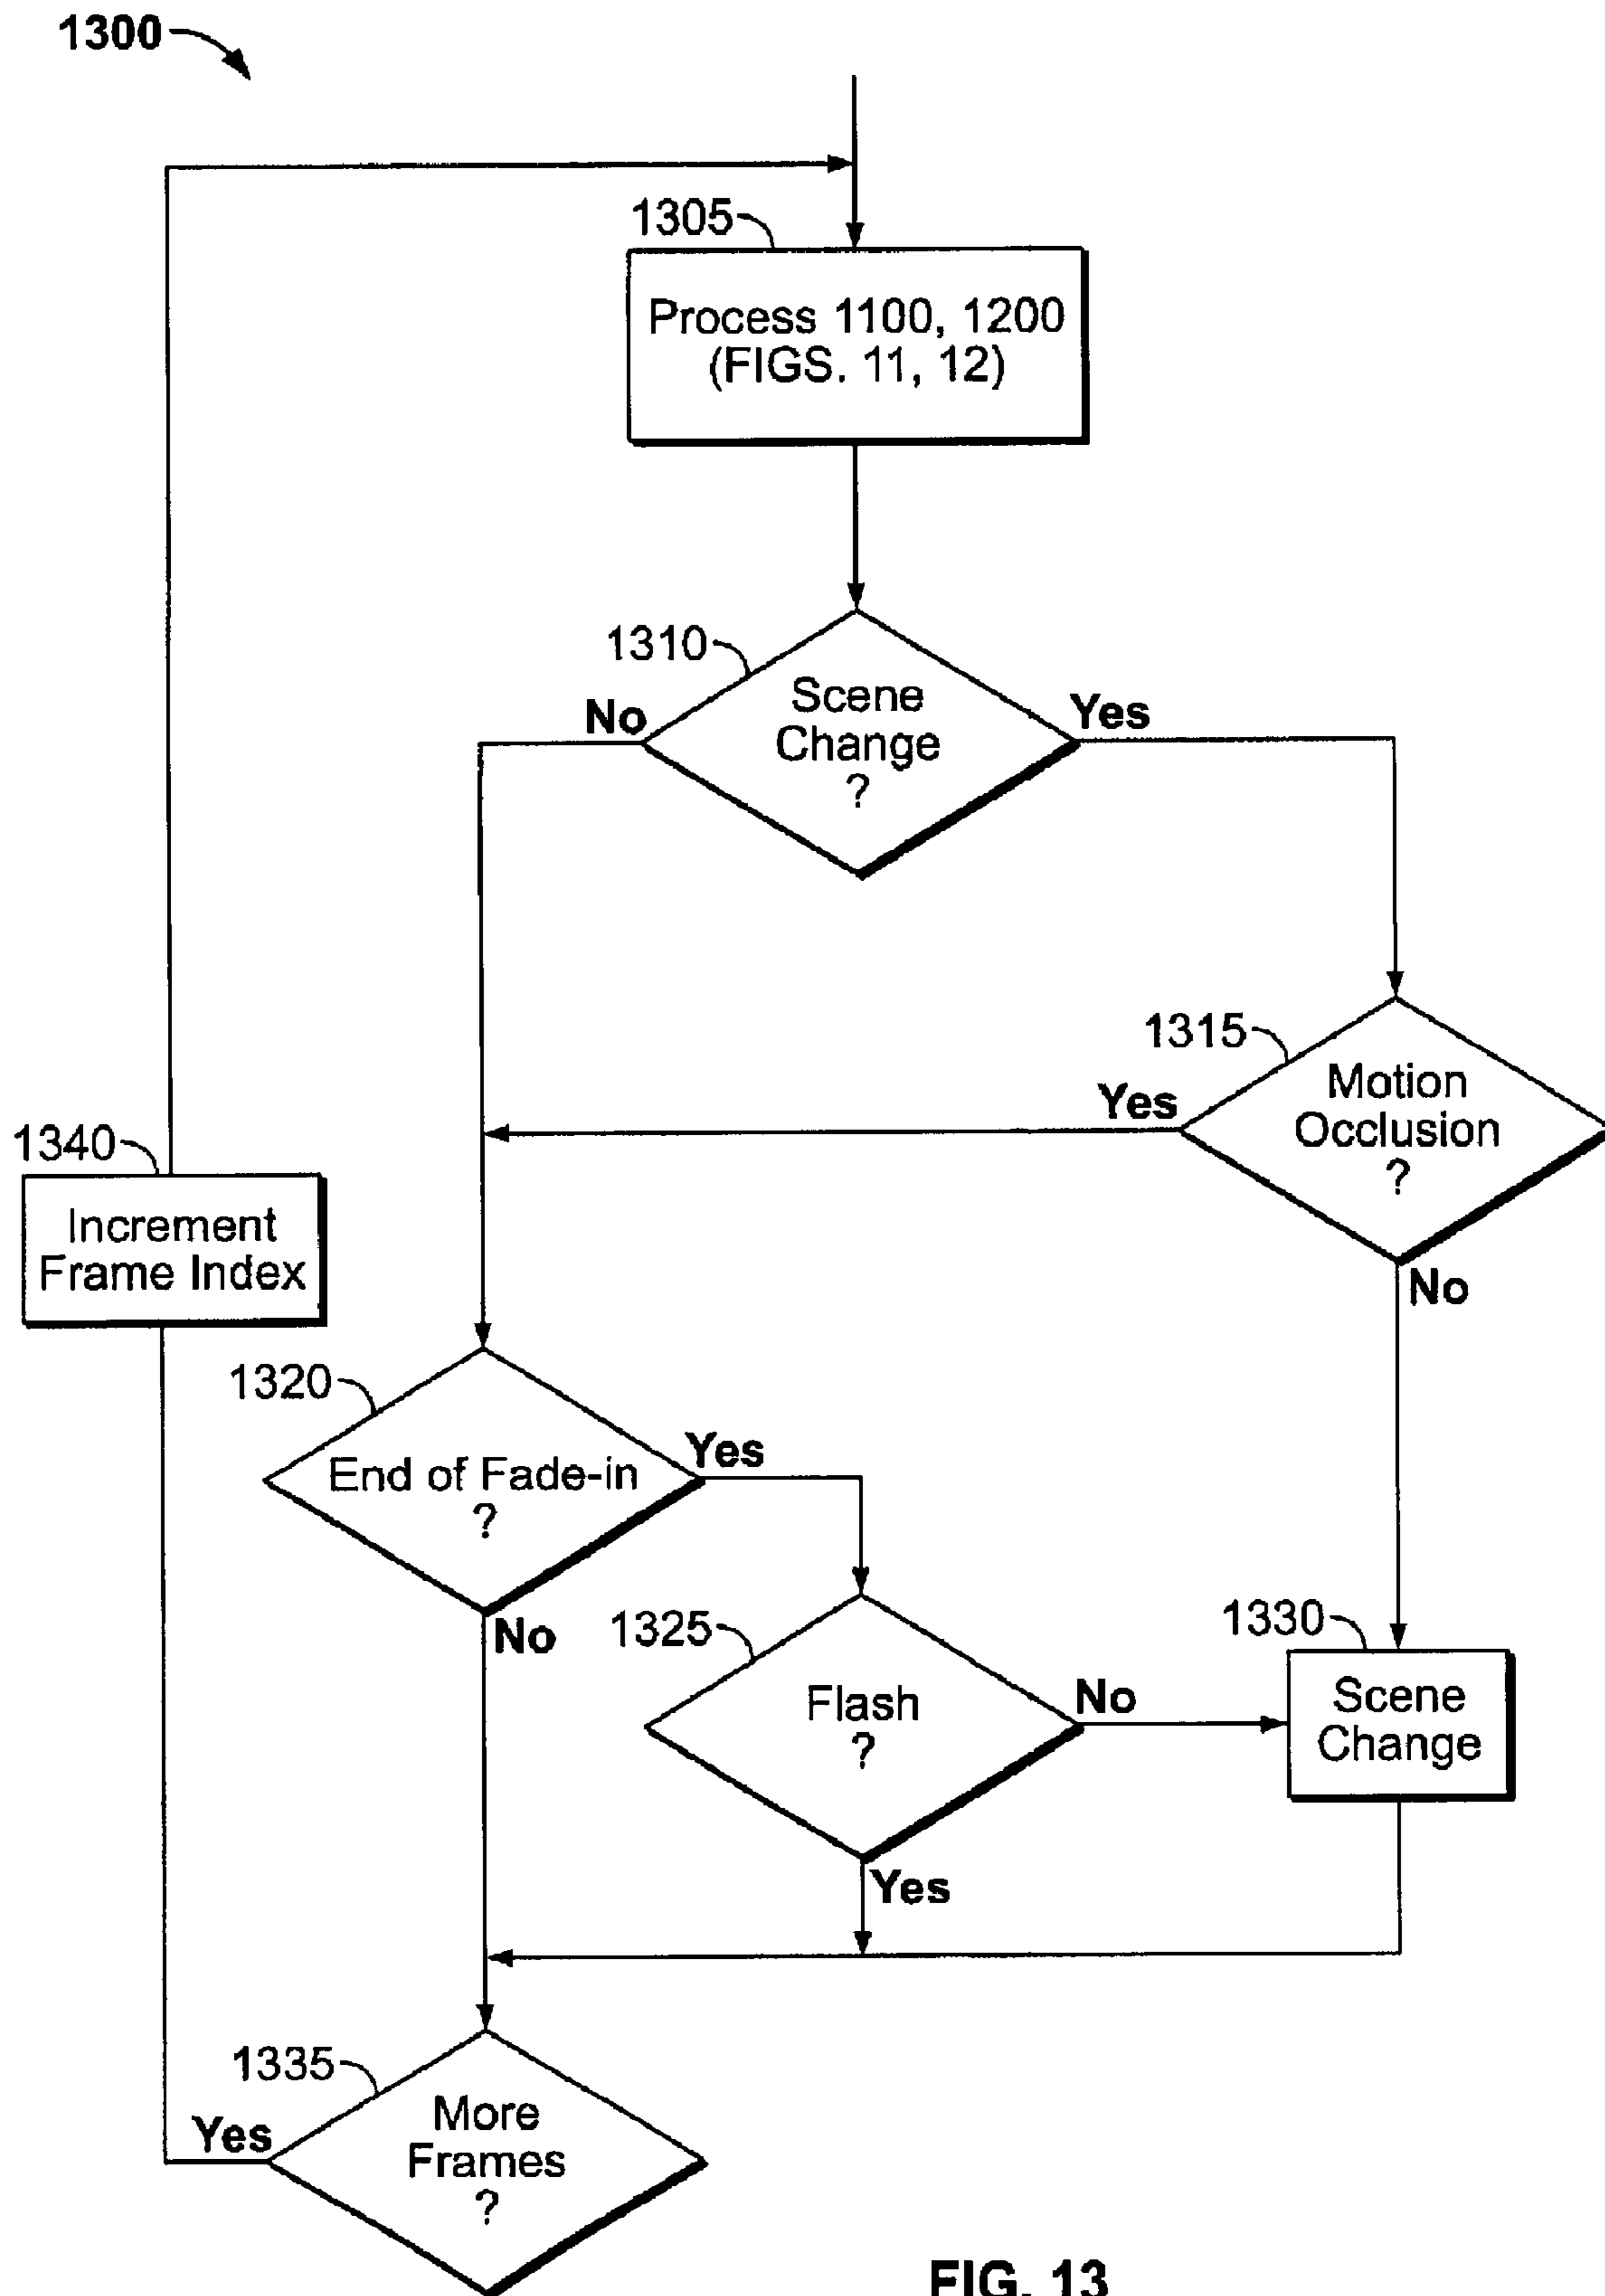 1300
1305
Process 1100, 1200
(FIGS. 11, 12)
1310
Scene
Change
?
No
Yes
1315
Motion
Occlusion
?
Yes
No
1340
Increment
Frame Index
1320
End of Fade-in
?
Yes
No
1325
Flash
?
No
Yes
1330
Scene
Change
1335
More
Frames
?
Yes
FIG. 13